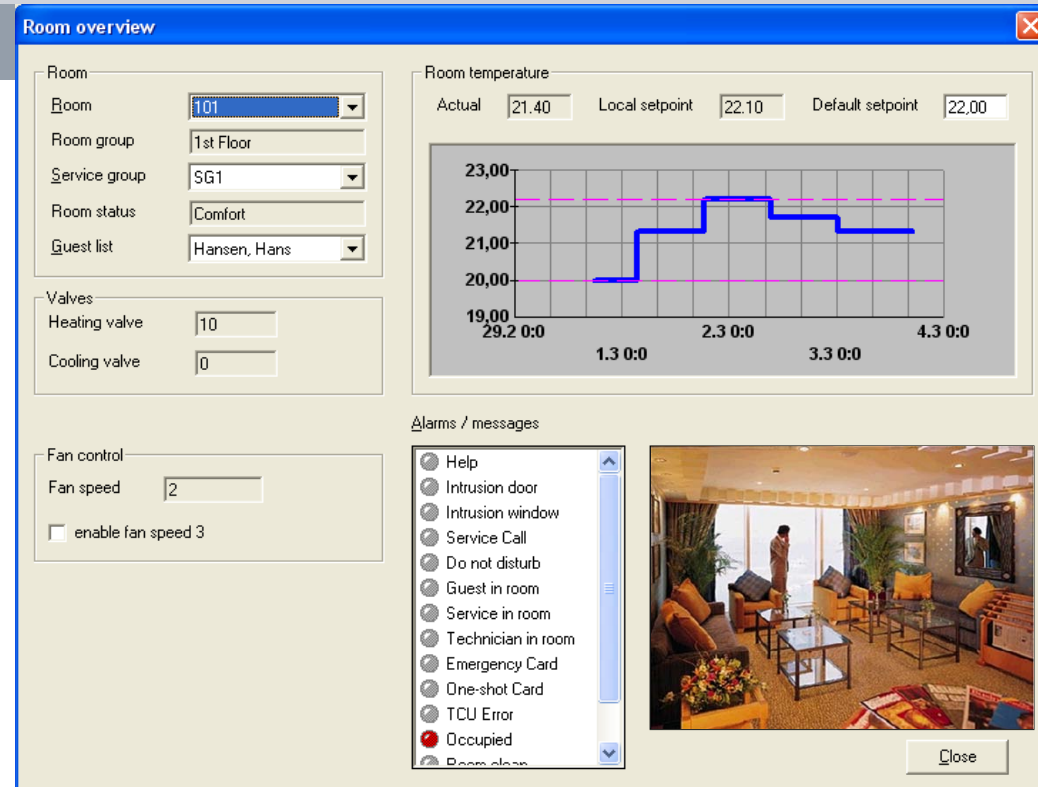 Room overview
Room
Room 101
Room group 1st Floor
Service group SG1
Room status Comfort
Guest list Hansen, Hans
Valves
Heating valve 10
Cooling valve 0
Fan control
Fan speed 2
enable fan speed 3
Room temperature
Actual 21.40 Local setpoint 22.10 Default setpoint 22,00
23,00
22,00
21,00
20,00
19,00
29.2 0:0 2.3 0:0 4.3 0:0
1.3 0:0 3.3 0:0
Alarms / messages
Help
Intrusion door
Intrusion window
Service Call
Do not disturb
Guest in room
Service in room
Technician in room
Emergency Card
One-shot Card
TCU Error
Occupied
Room clean
Close